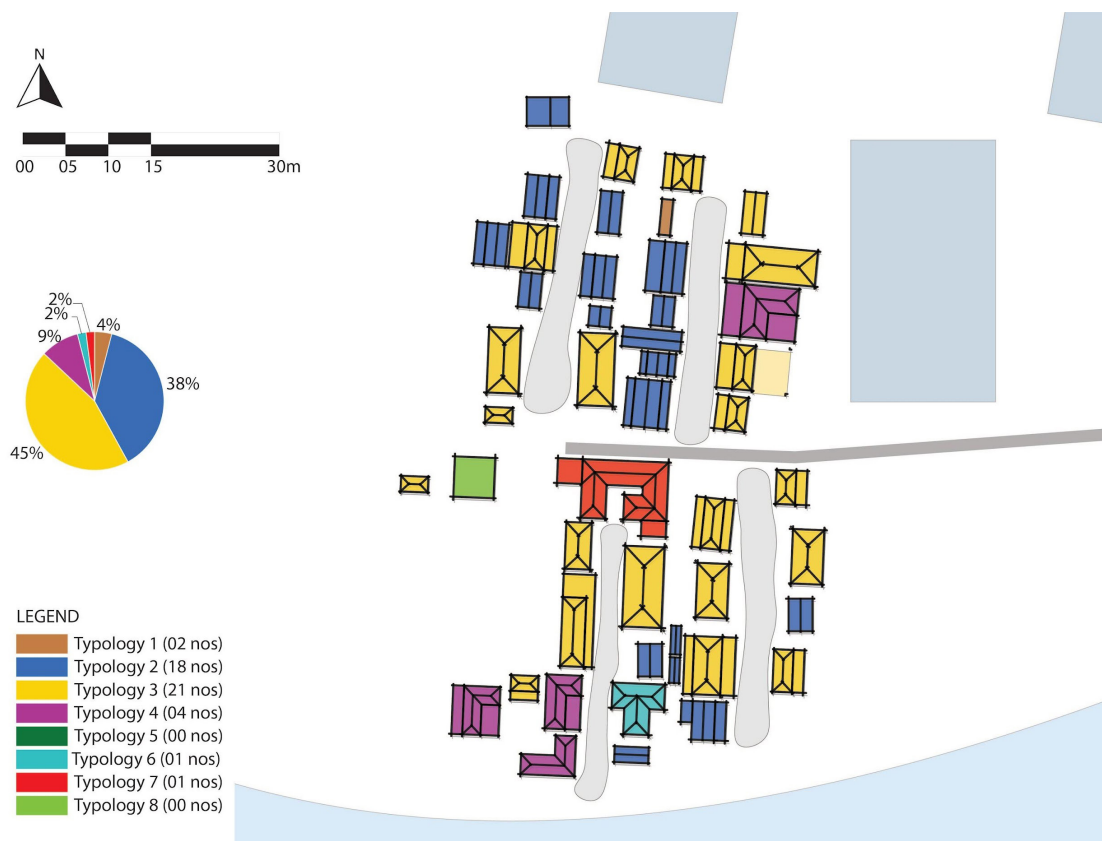 N
00 05 10 15 30m
2%
2%
4%
9%
38%
45%
LEGEND
Typology 1 (02 nos)
Typology 2 (18 nos)
Typology 3 (21 nos)
Typology 4 (04 nos)
Typology 5 (00 nos)
Typology 6 (01 nos)
Typology 7 (01 nos)
Typology 8 (00 nos)